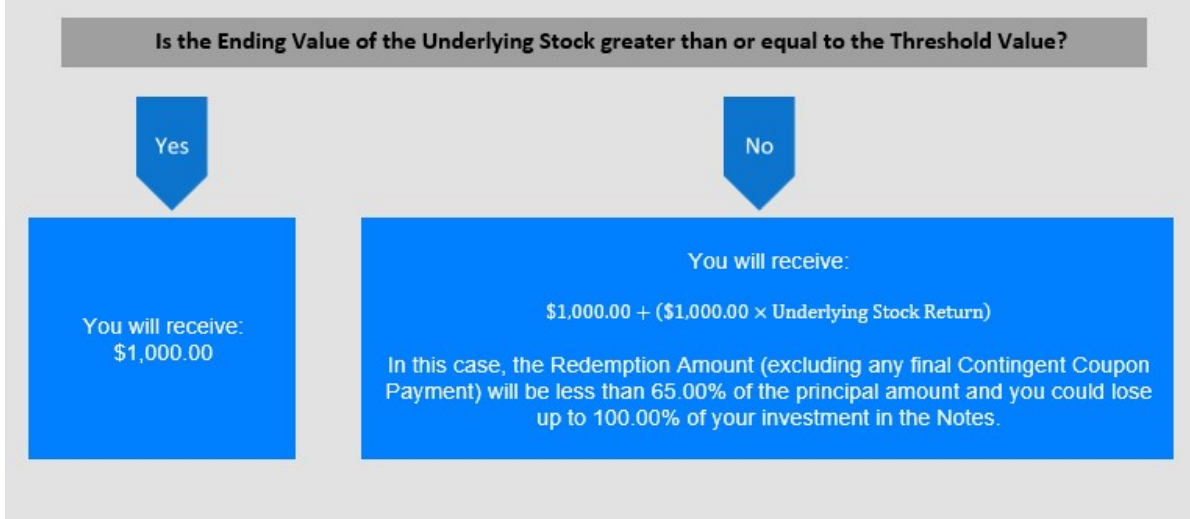 Is the Ending Value of the Underlying Stock greater than or equal to the Threshold Value?
Yes
No
You will receive:
$1,000.00
You will receive:
$1,000.00 + ($1,000.00 × Underlying Stock Return)
In this case, the Redemption Amount (excluding any final Contingent Coupon
Payment) will be less than 65.00% of the principal amount and you could lose
up to 100.00% of your investment in the Notes.